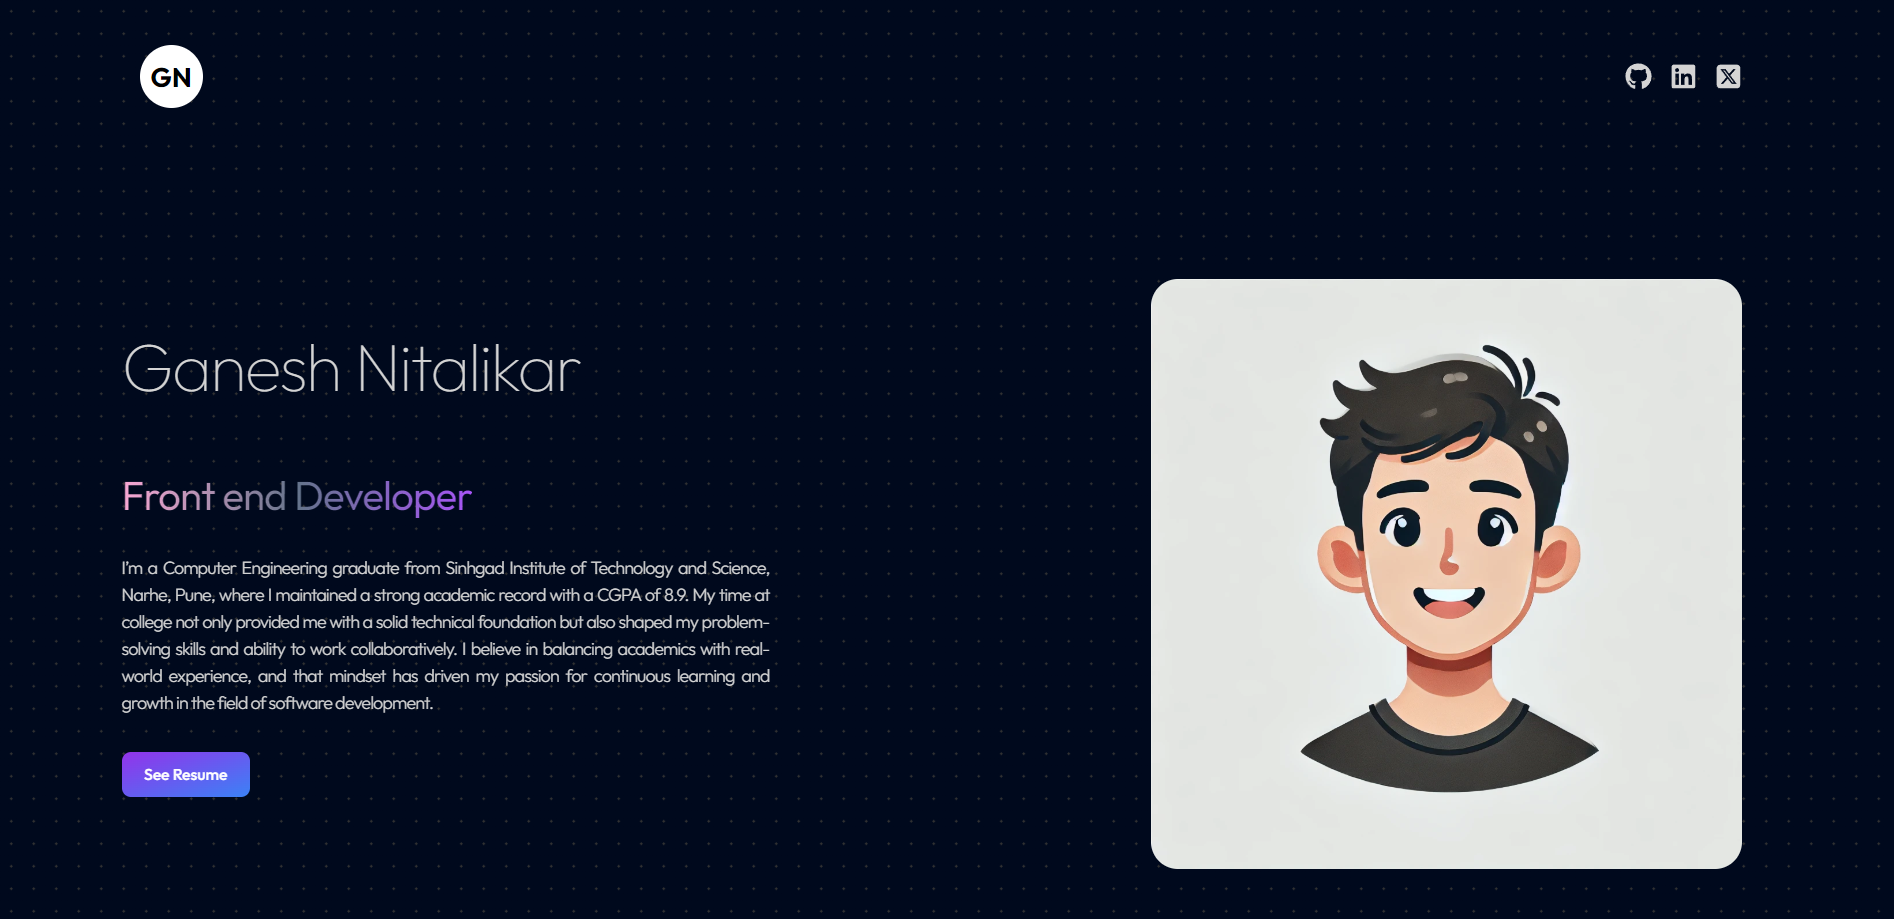 GN
Ganesh Nitalikar
Front end Developer
I'm a Computer Engineering graduate from Sinhgad Institute of Technology and Science,
Narhe, Pune, where I maintained a strong academic record with a CGPA of 8.9. My time at
college not only provided me with a solid technical foundation but also shaped my problem-
solving skills and ability to work collaboratively. I believe in balancing academics with real-
world experience, and that mindset has driven my passion for continuous learning and
growth in the field of software development.
See Resume